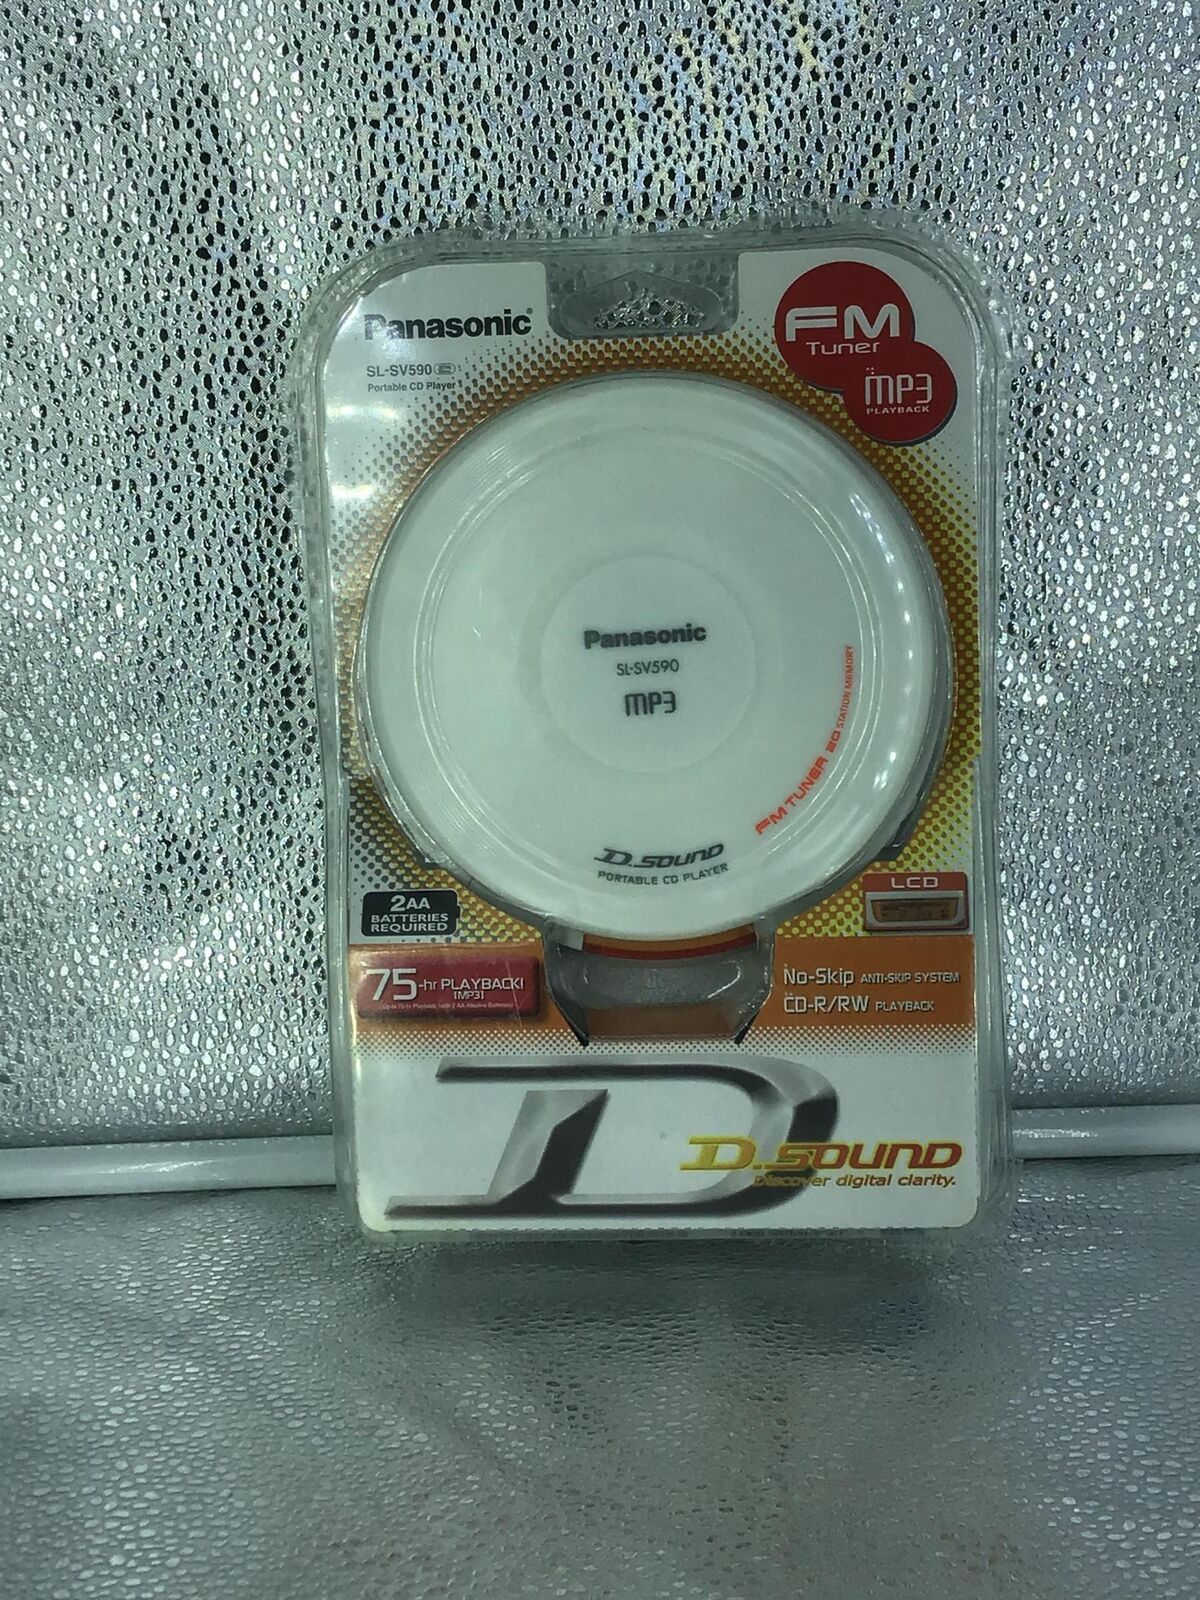 Panasonic
SL-SV590
Portable CD Player
FM
Tuner
MP3
PLAYBACK
Panasonic
SL-SV590
MP3
FM TUNER 20 STATION MEMORY
D.SOUND
PORTABLE CD PLAYER
2AA
BATTERIES
REQUIRED
LCD
75-hr PLAYBACK!
[MP3]
No-Skip ANTI-SKIP SYSTEM
CD-R/RW PLAYBACK
D
D.SOUND
Discover digital clarity.